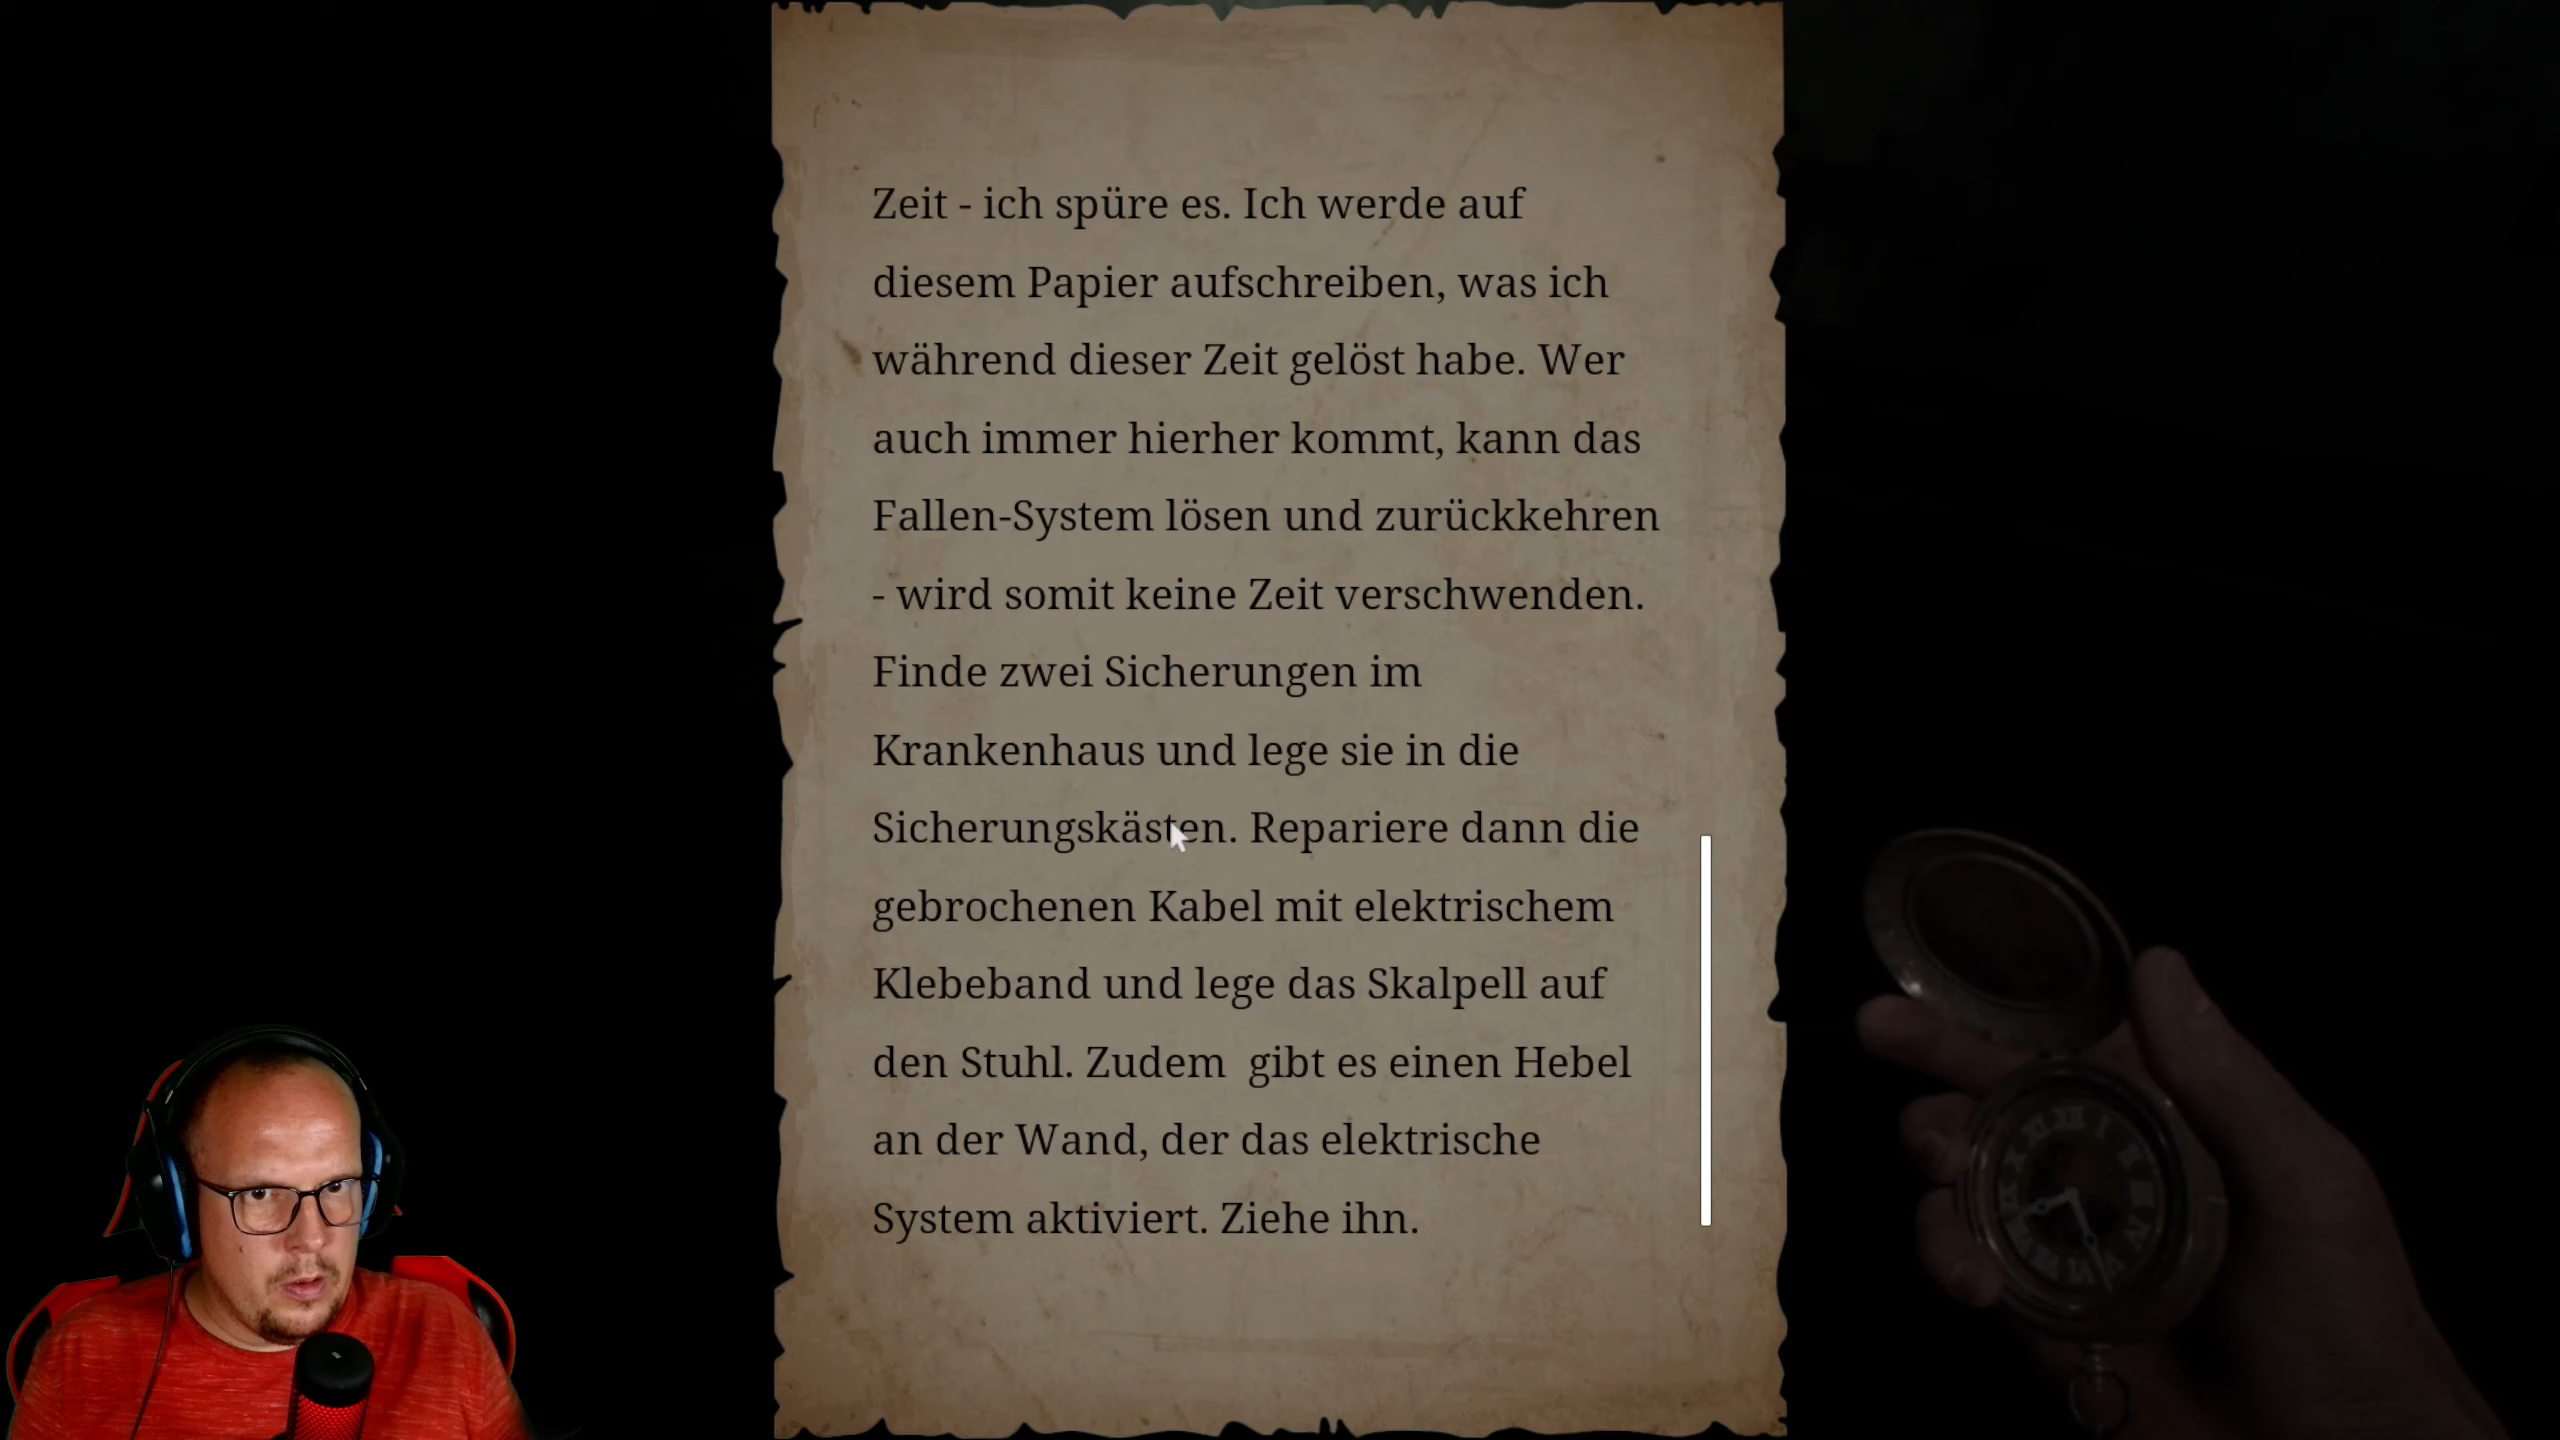 Zeit - ich spüre es. Ich werde auf
diesem Papier aufschreiben, was ich
während dieser Zeit gelöst habe. Wer
auch immer hierher kommt, kann das
Fallen-System lösen und zurückkehren
- wird somit keine Zeit verschwenden.
Finde zwei Sicherungen im
Krankenhaus und lege sie in die
Sicherungskästen. Repariere dann die
gebrochenen Kabel mit elektrischem
Klebeband und lege das Skalpell auf
den Stuhl. Zudem  gibt es einen Hebel
an der Wand, der das elektrische
System aktiviert. Ziehe ihn.